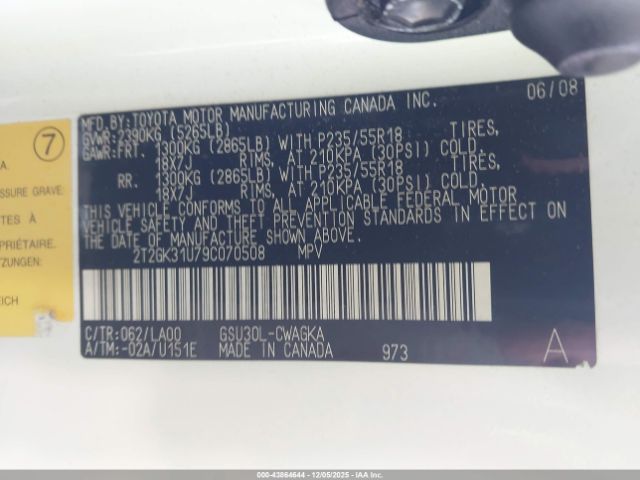 MFD.BY:TOYOTA MOTOR MANUFACTURING CANADA INC. 06/08
GVWR:2390KG (5265LB)
GAWR:FRT. 1300KG (2865LB) WITH P235/55R18 TIRES,
18X7J RIMS, AT 210KPA (30PSI) COLD.
RR. 1300KG (2865LB) WITH P235/55R18 TIRES,
18X7J RIMS, AT 210KPA (30PSI) COLD.
THIS VEHICLE CONFORMS TO ALL APPLICABLE FEDERAL MOTOR
VEHICLE SAFETY AND THEFT PREVENTION STANDARDS IN EFFECT ON
THE DATE OF MANUFACTURE SHOWN ABOVE.
2T2GK31U79C070508 MPV
C/TR:062/LA00 GSU30L-CWAGKA
A/TM:-02A/U151E MADE IN CANADA 973 A
7
A.
SSURE GRAVE
TES À
PRIÉTAIRE.
TZUNGEN:
REICH
000-43864644 - 12/05/2025 - IAAI.com